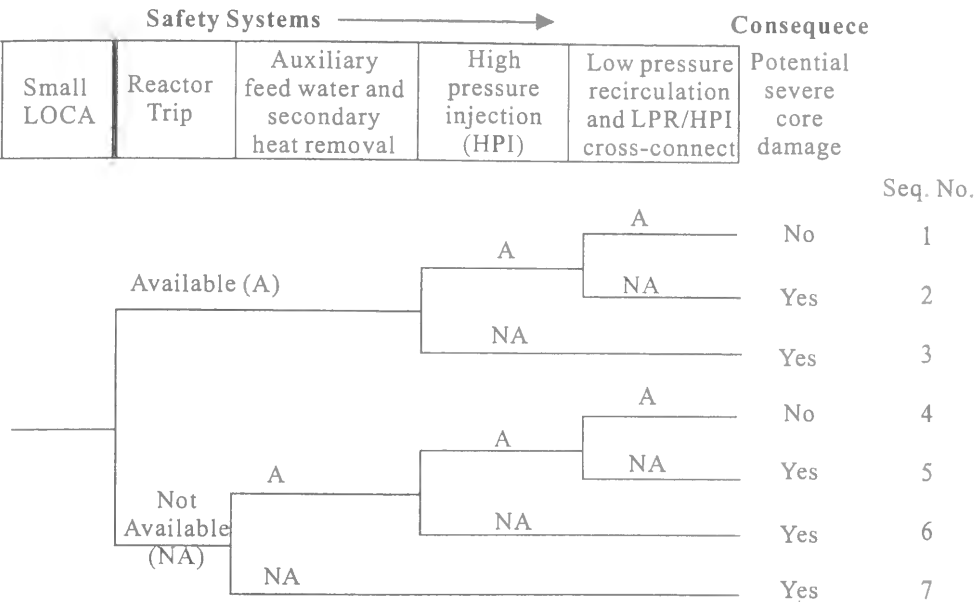 Safety Systems
Consequece
Small
LOCA
Reactor
Trip
Auxiliary
feed water and
secondary
heat removal
High
pressure
injection
(HPI)
Low pressure
recirculation
and LPR/HPI
cross-connect
Potential
severe
core
damage
Seq. No.
Available (A)
A
A
No 1
NA
Yes 2
NA
Yes 3
Not
Available
(NA)
A
A
A
No 4
NA
Yes 5
NA
Yes 6
NA
Yes 7